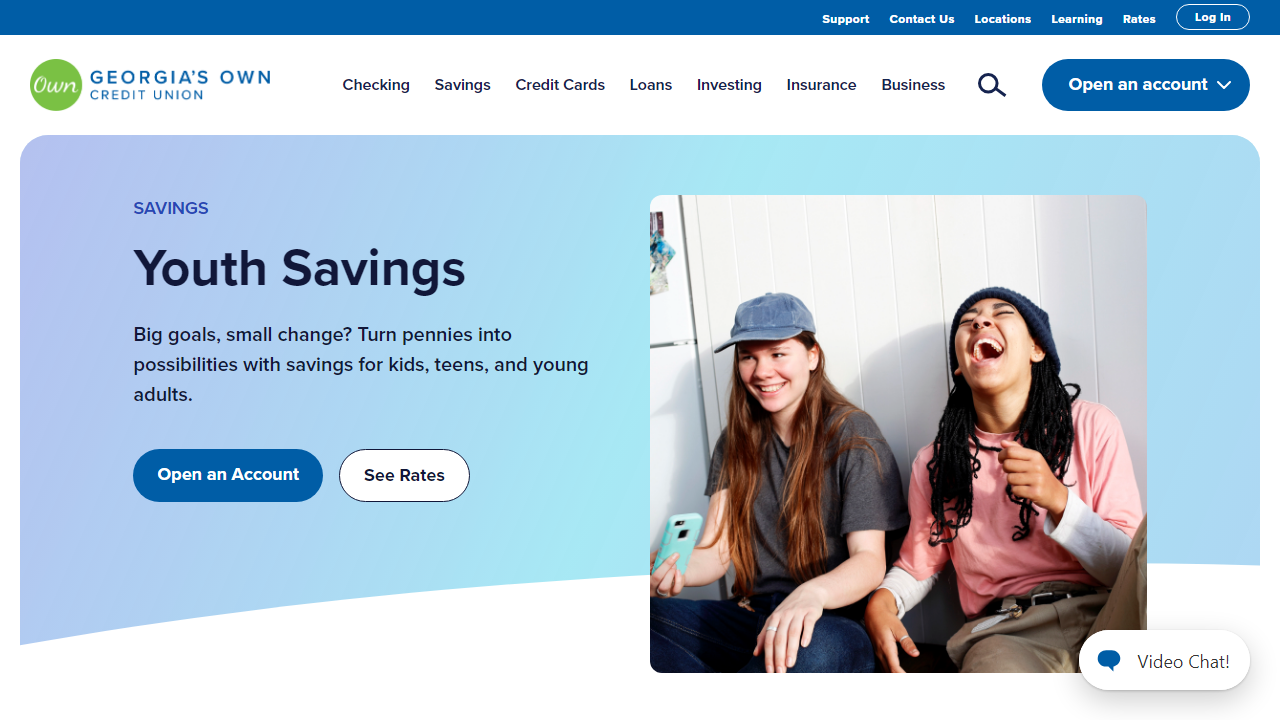 Support Contact Us Locations Learning Rates Log In
Own GEORGIA'S OWN
CREDIT UNION
Checking Savings Credit Cards Loans Investing Insurance Business Open an account
SAVINGS
Youth Savings
Big goals, small change? Turn pennies into
possibilities with savings for kids, teens, and young
adults.
Open an Account See Rates
Video Chat!